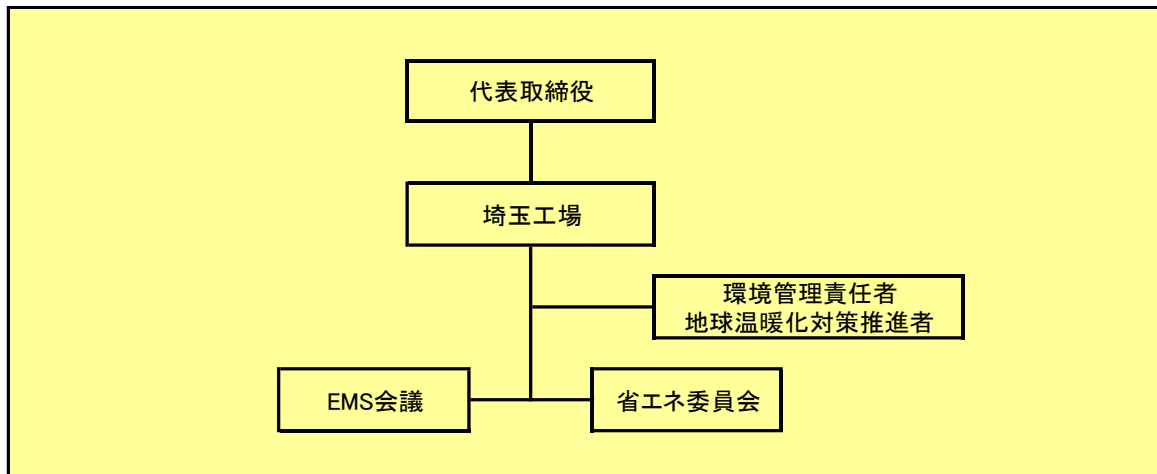 代表取締役
埼玉工場
環境管理責任者
地球温暖化対策推進者
EMS会議
省エネ委員会